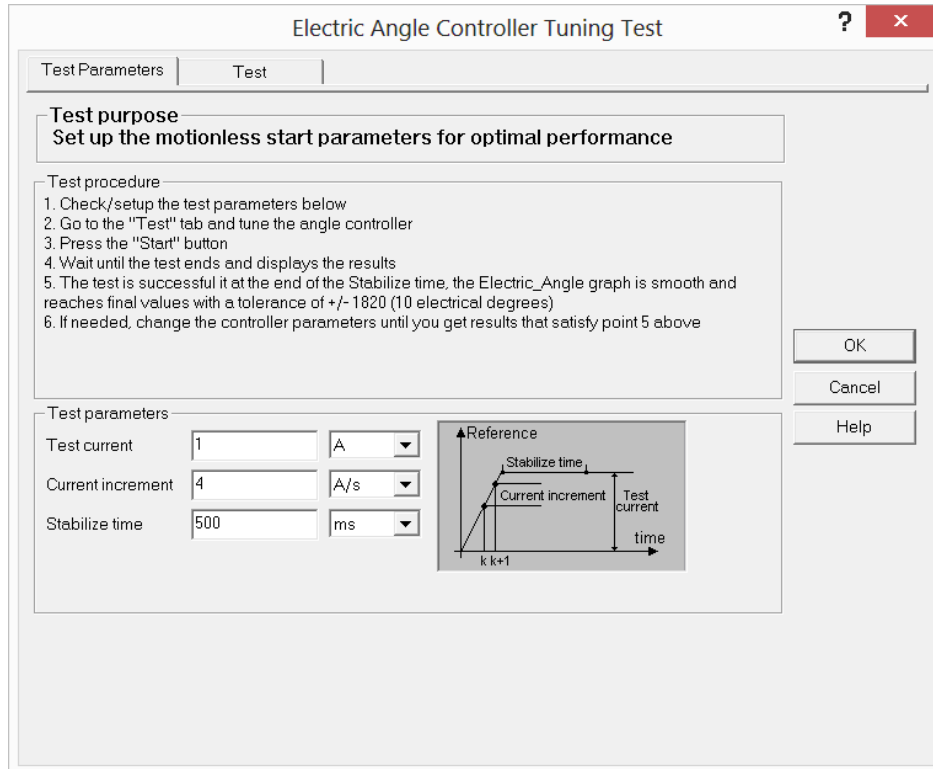 Electric Angle Controller Tuning Test
? ×
Test Parameters
Test
Test purpose
Set up the motionless start parameters for optimal performance
Test procedure
1. Check/setup the test parameters below
2. Go to the "Test" tab and tune the angle controller
3. Press the "Start" button
4. Wait until the test ends and displays the results
5. The test is successful it at the end of the Stabilize time, the Electric_Angle graph is smooth and
reaches final values with a tolerance of +/- 1820 (10 electrical degrees)
6. If needed, change the controller parameters until you get results that satisfy point 5 above
OK
Cancel
Help
Test parameters
Test current 1 A
Current increment 4 A/s
Stabilize time 500 ms
Reference
Stabilize time
Current increment
Test
current
time
k k+1